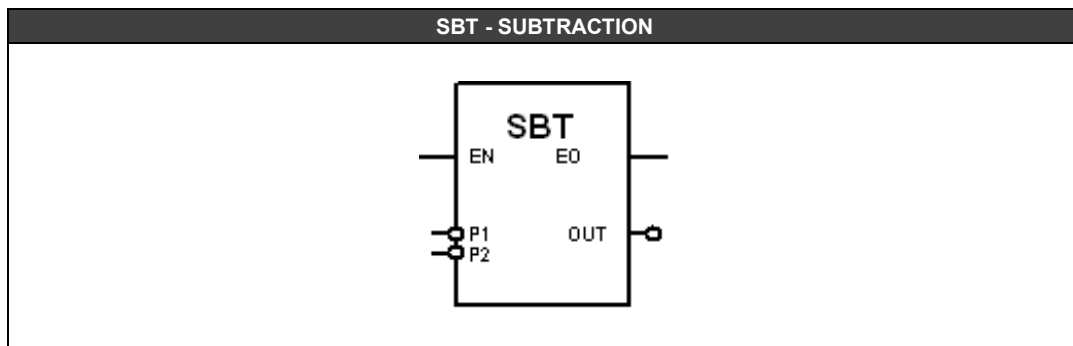 SBT - SUBTRACTION
SBT
EN EO
P1 OUT
P2